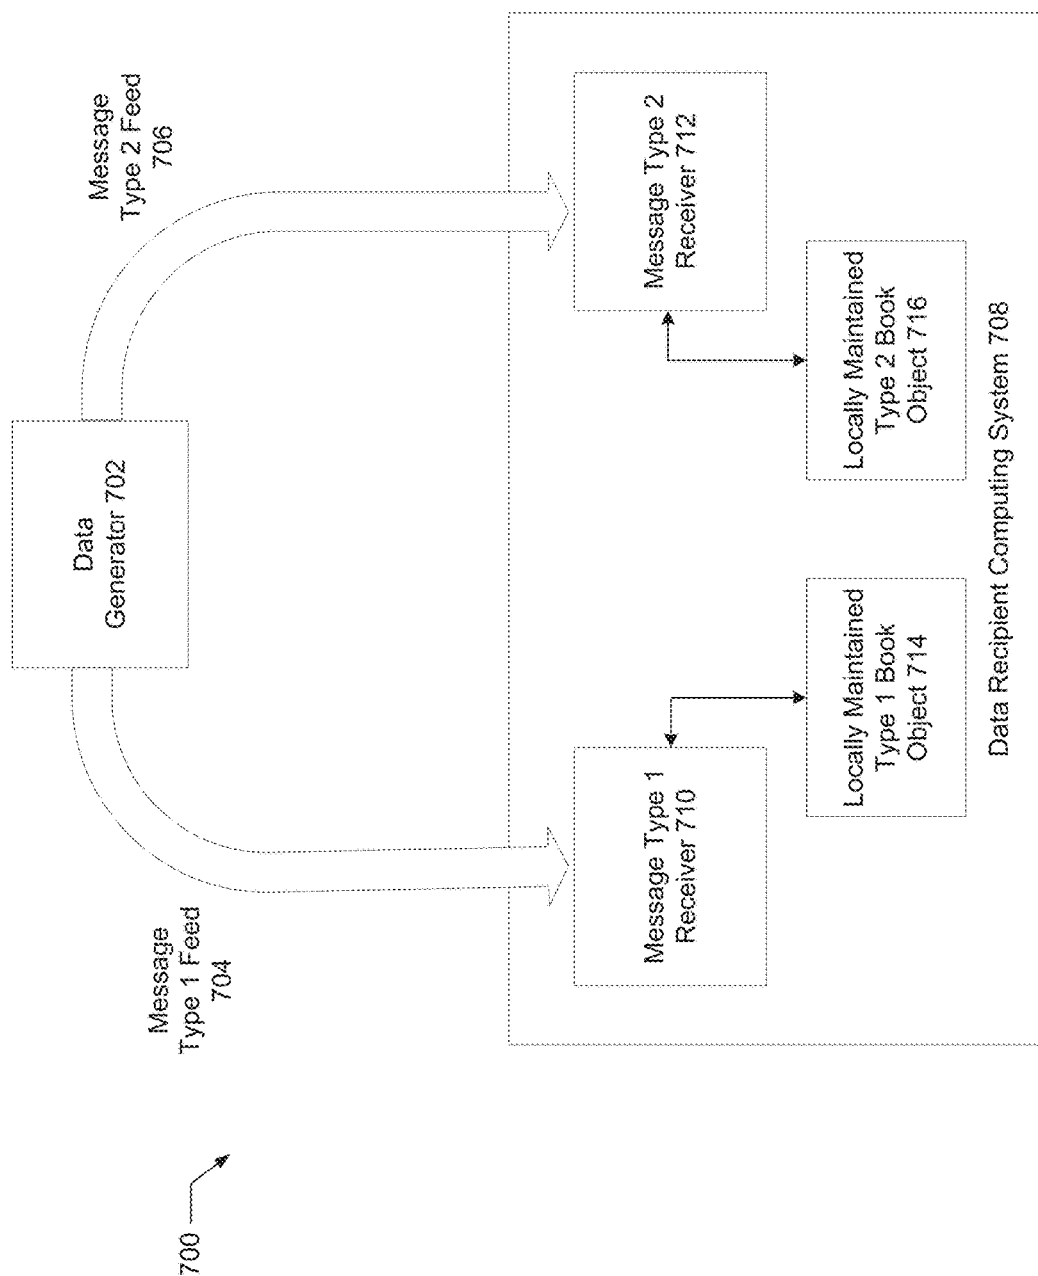 700
Message
Type 1 Feed
704
Data
Generator 702
Message
Type 2 Feed
706
Message Type 1
Receiver 710
Message Type 2
Receiver 712
Locally Maintained
Type 1 Book
Object 714
Locally Maintained
Type 2 Book
Object 716
Data Recipient Computing System 708